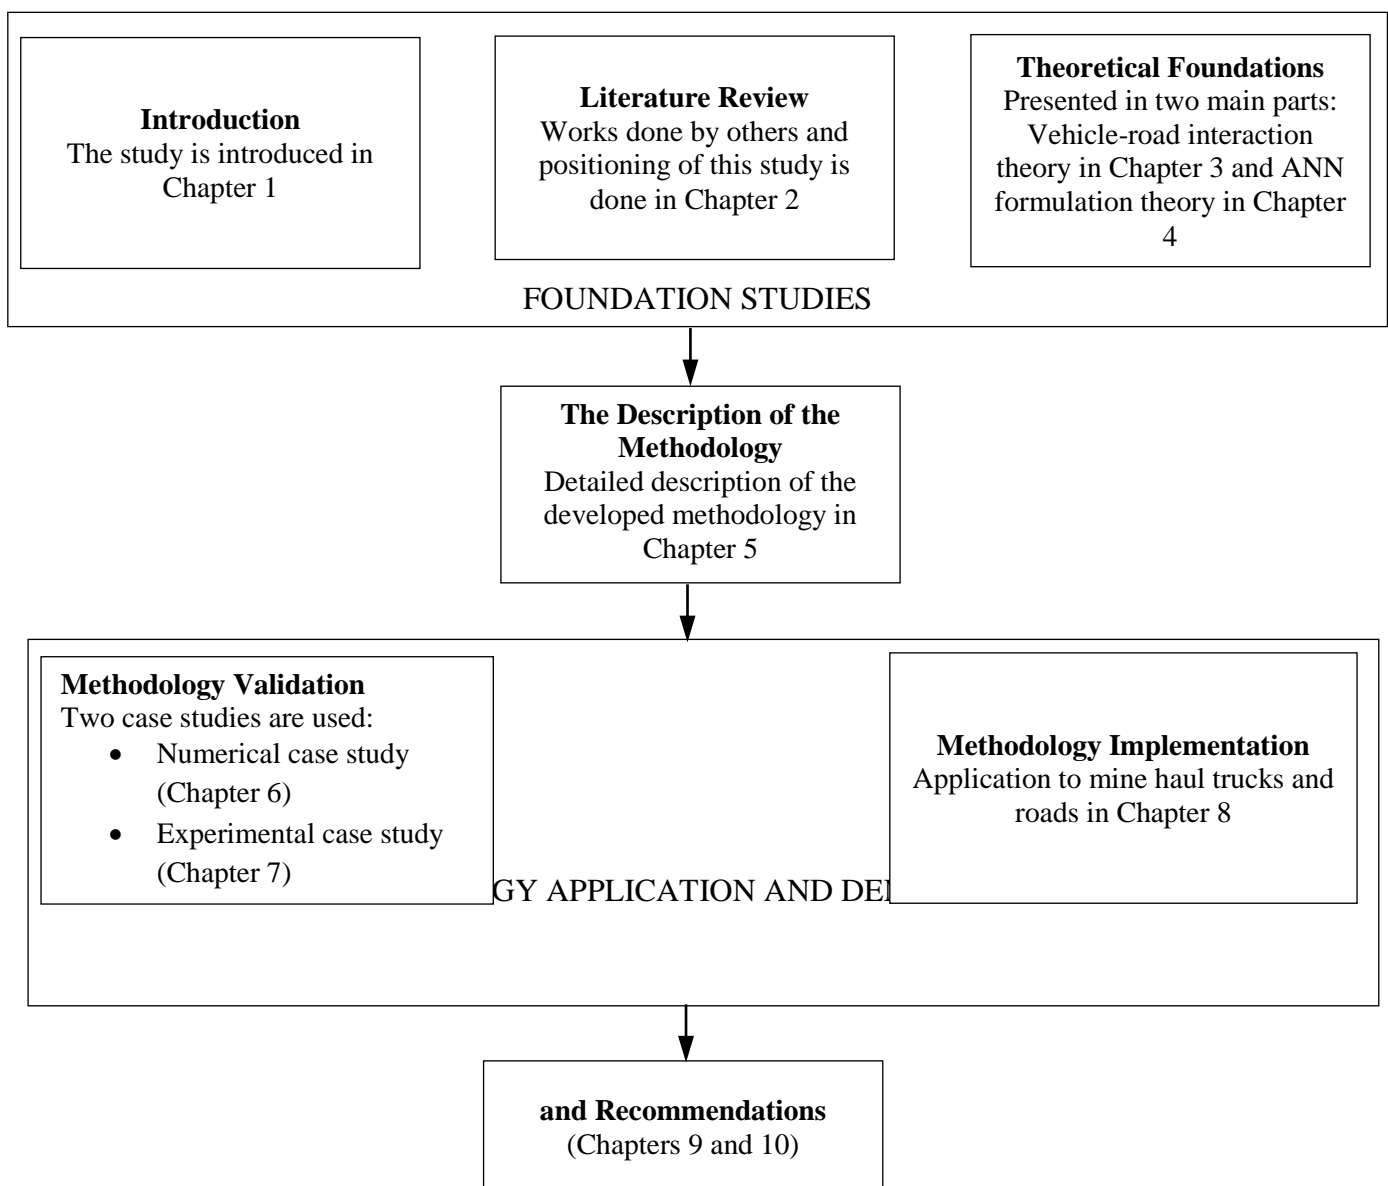 Introduction
The study is introduced in
Chapter 1
Literature Review
Works done by others and
positioning of this study is
done in Chapter 2
Theoretical Foundations
Presented in two main parts:
Vehicle-road interaction
theory in Chapter 3 and ANN
formulation theory in Chapter
4
FOUNDATION STUDIES
The Description of the
Methodology
Detailed description of the
developed methodology in
Chapter 5
Methodology Validation
Two case studies are used:
• Numerical case study
(Chapter 6)
• Experimental case study
(Chapter 7)
Methodology Implementation
Application to mine haul trucks and
roads in Chapter 8
APPLICATION AND
and Recommendations
(Chapters 9 and 10)